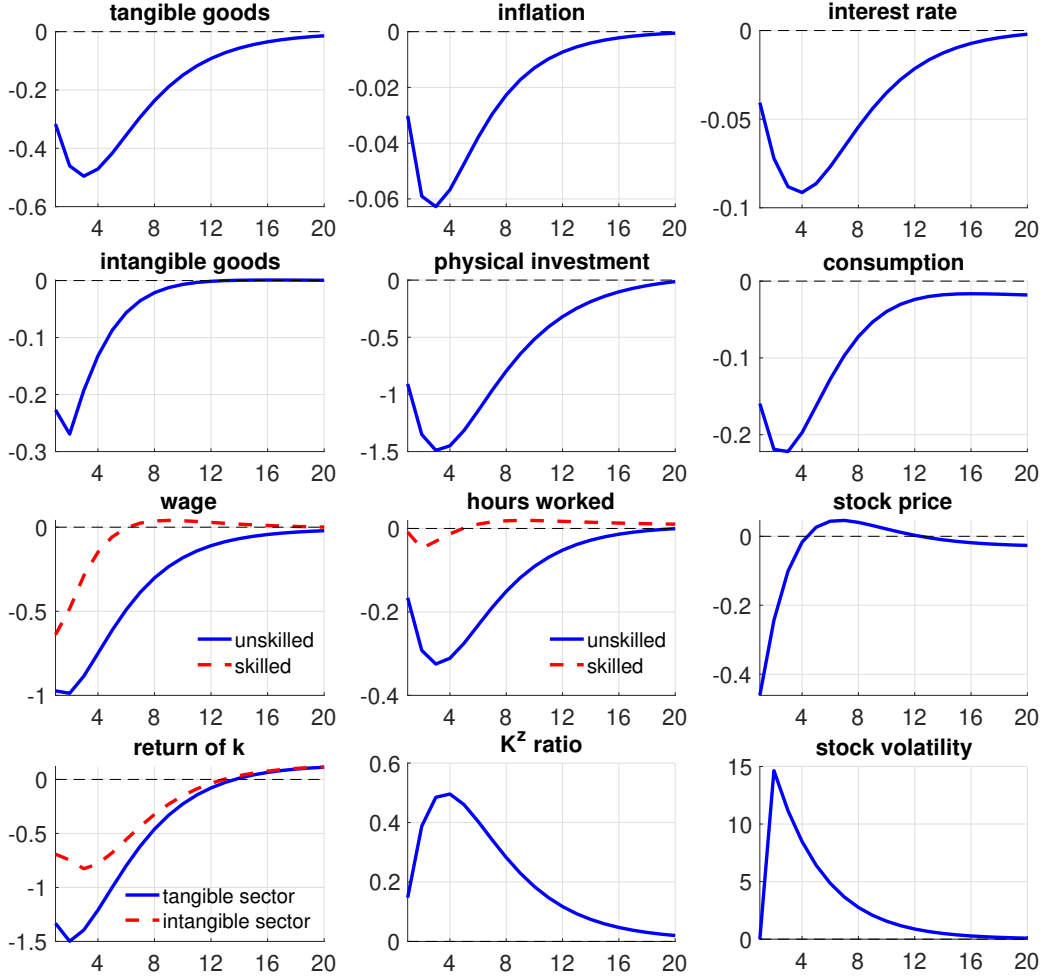 tangible goods
0
-0.2
-0.4
-0.6
4 8 12 16 20
inflation
0
-0.02
-0.04
-0.06
4 8 12 16 20
interest rate
0
-0.05
-0.1
4 8 12 16 20
intangible goods
0
-0.1
-0.2
-0.3
4 8 12 16 20
physical investment
0
-0.5
-1
-1.5
4 8 12 16 20
consumption
0
-0.1
-0.2
4 8 12 16 20
wage
0
-0.5
-1
unskilled
skilled
4 8 12 16 20
hours worked
0
-0.2
-0.4
unskilled
skilled
4 8 12 16 20
stock price
0
-0.2
-0.4
4 8 12 16 20
return of k
0
-0.5
-1
-1.5
tangible sector
intangible sector
4 8 12 16 20
K^z ratio
0.6
0.4
0.2
0
4 8 12 16 20
stock volatility
15
10
5
0
4 8 12 16 20